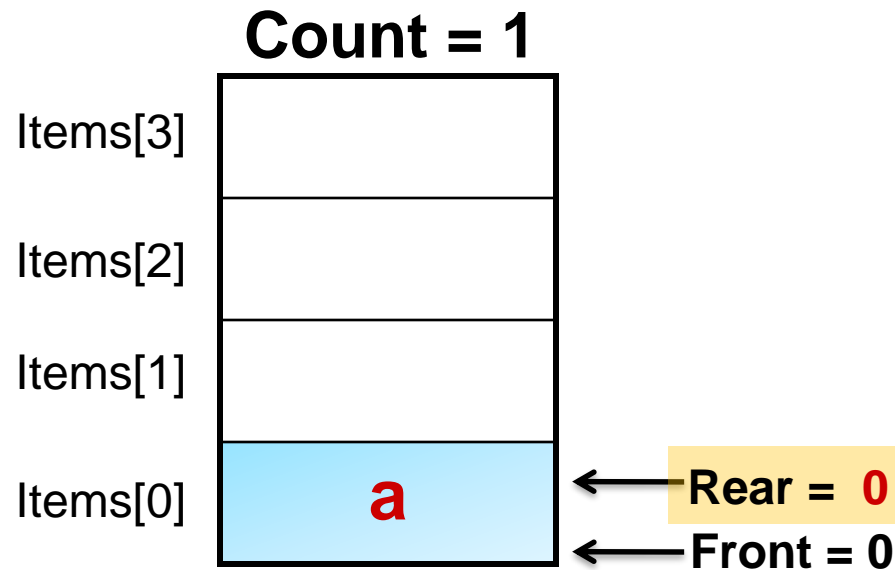 Count = 1
Items[3]
Items[2]
Items[1]
Items[0]
a
Rear = 0
Front = 0